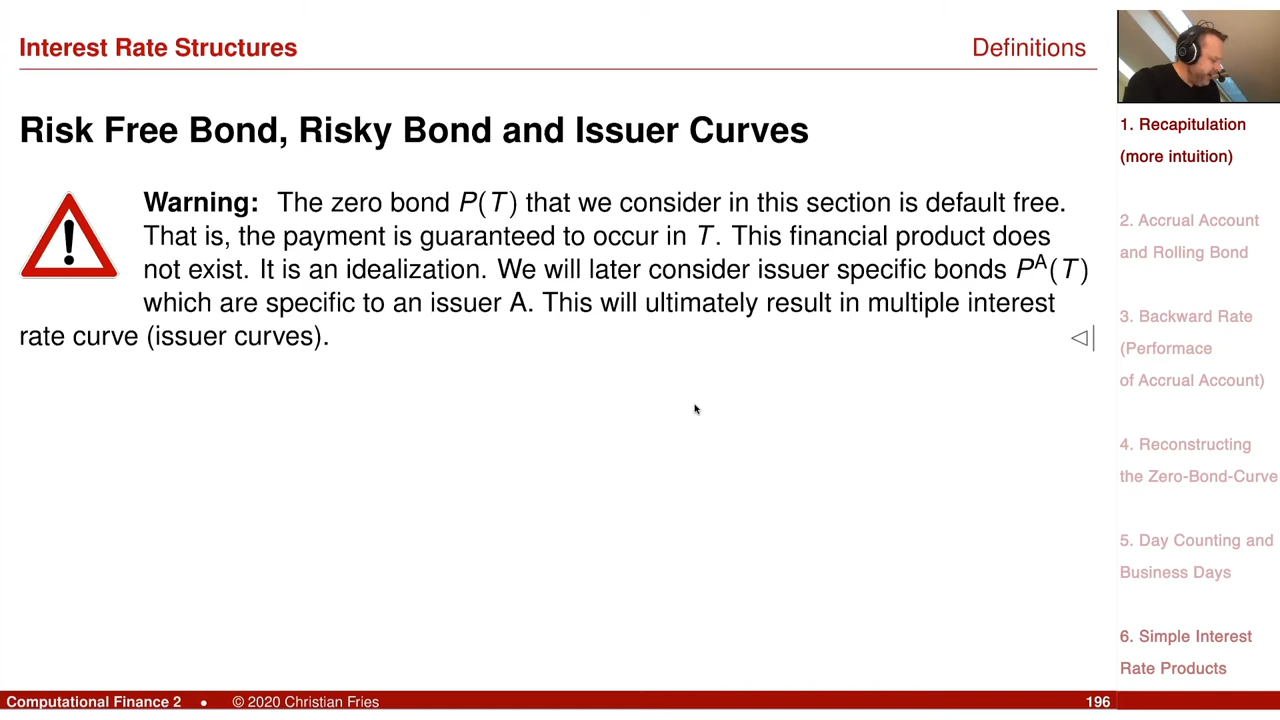 Interest Rate Structures
Definitions
Risk Free Bond, Risky Bond and Issuer Curves
Warning: The zero bond P(T) that we consider in this section is default free.
That is, the payment is guaranteed to occur in T. This financial product does
not exist. It is an idealization. We will later consider issuer specific bonds Pᴬ(T)
which are specific to an issuer A. This will ultimately result in multiple interest
rate curve (issuer curves).
1. Recapitulation
(more intuition)
2. Accrual Account
and Rolling Bond
3. Backward Rate
(Performace
of Accrual Account)
4. Reconstructing
the Zero-Bond-Curve
5. Day Counting and
Business Days
6. Simple Interest
Rate Products
Computational Finance 2 • © 2020 Christian Fries
196